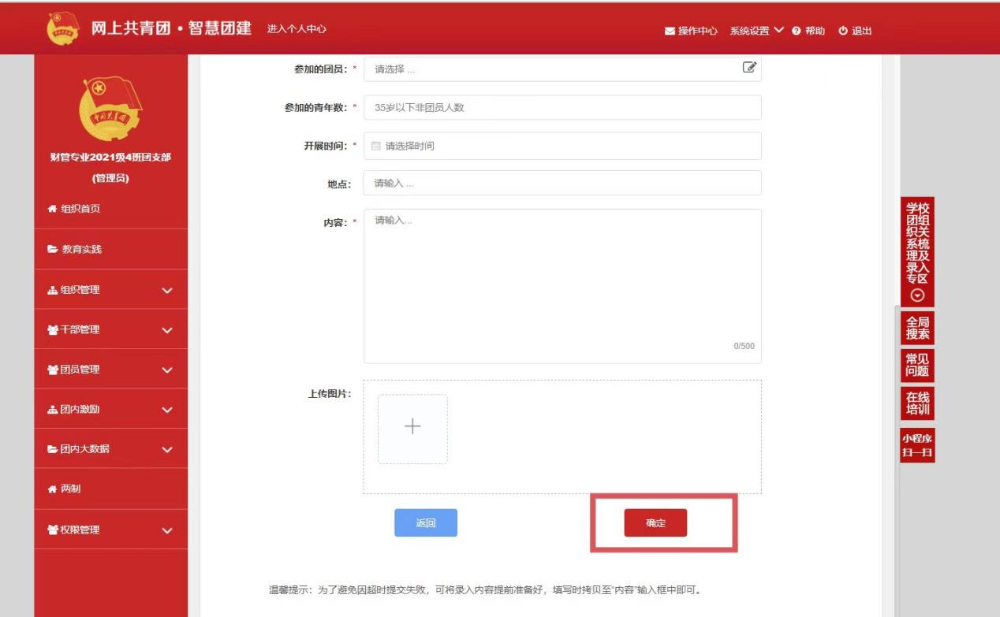 网上共青团·智慧团建 进入个人中心
操作中心 系统设置 帮助 退出
中国共青团
财管专业2021级4班团支部
(管理员)
组织首页
教育实践
组织管理
干部管理
团员管理
团内激励
团内大数据
两制
权限管理
参加的团员：* 请选择 ...
参加的青年数：* 35岁以下非团员人数
开展时间：* 请选择时间
地点： 请输入 ...
内容：* 请输入...
0/500
上传图片：
返回 确定
温馨提示：为了避免因超时提交失败，可将录入内容提前准备好，填写时拷贝至“内容”输入框中即可。
学校
团组
织关
系梳
理及
录入
专区
全局
搜索
常见
问题
在线
培训
小程序
扫一扫